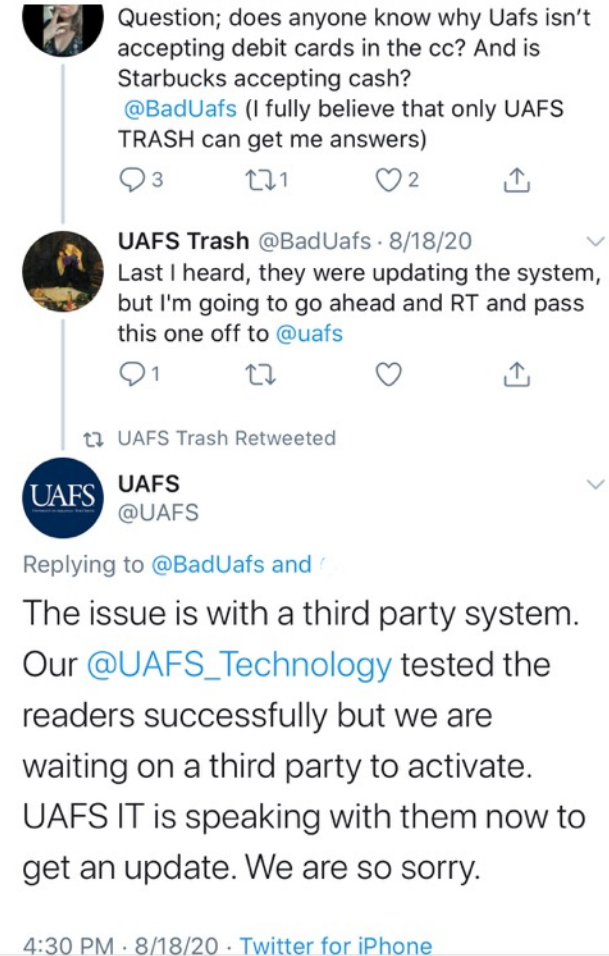 Question; does anyone know why Uafs isn't
accepting debit cards in the cc? And is
Starbucks accepting cash?
@BadUafs (I fully believe that only UAFS
TRASH can get me answers)
3 1 2
UAFS Trash @BadUafs · 8/18/20
Last I heard, they were updating the system,
but I'm going to go ahead and RT and pass
this one off to @uafs
1
UAFS Trash Retweeted
UAFS
UAFS
@UAFS
Replying to @BadUafs and
The issue is with a third party system.
Our @UAFS_Technology tested the
readers successfully but we are
waiting on a third party to activate.
UAFS IT is speaking with them now to
get an update. We are so sorry.
4:30 PM · 8/18/20 · Twitter for iPhone